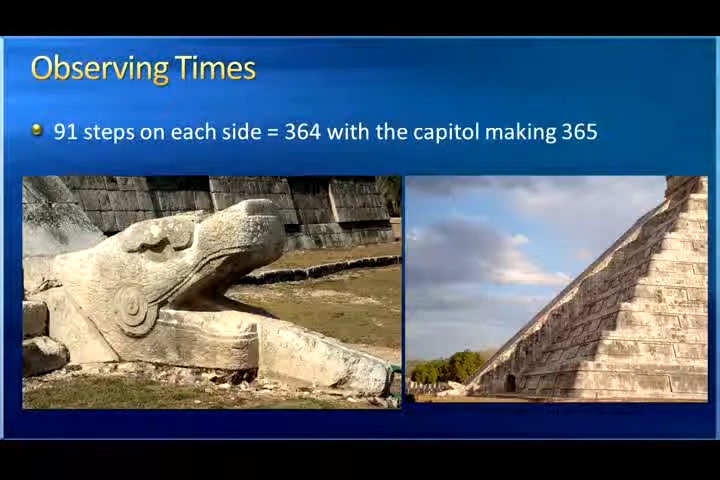 Observing Times
91 steps on each side = 364 with the capitol making 365